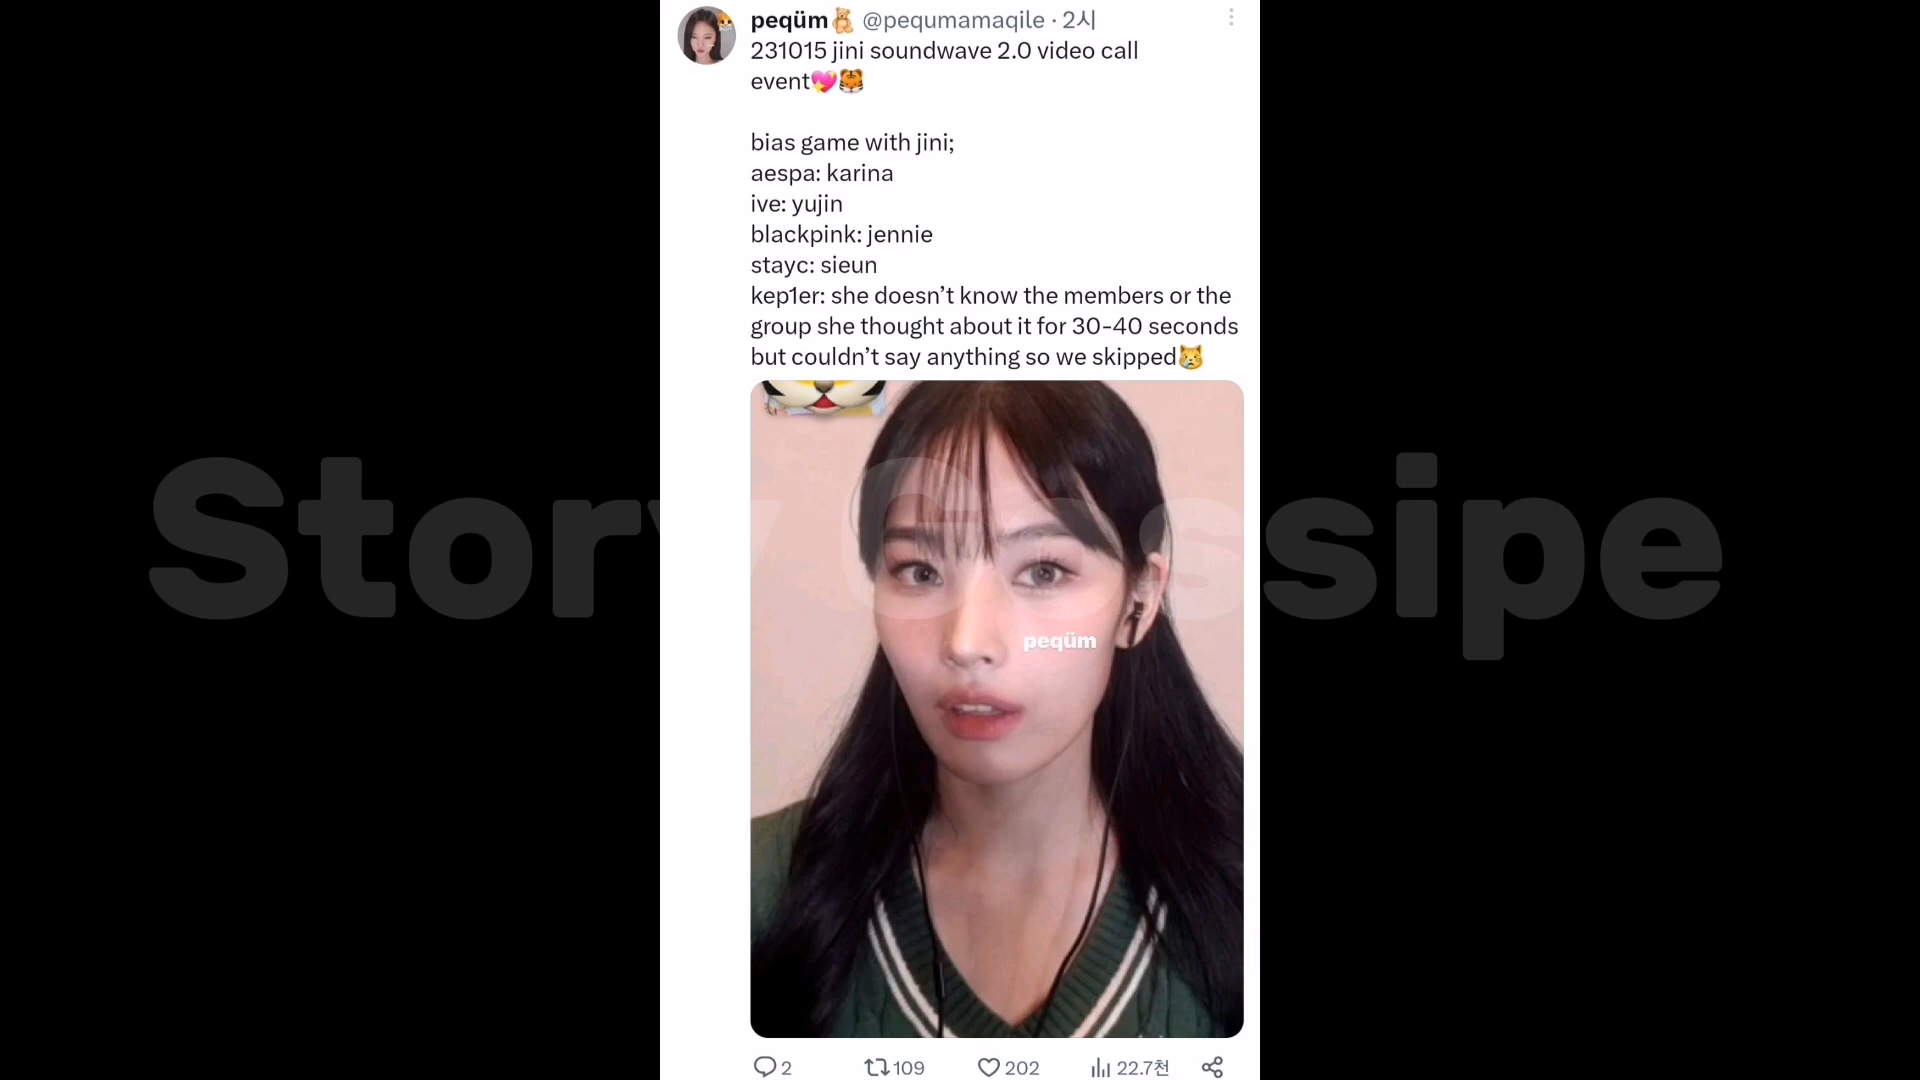 peqüm🧸 @pequmamaqile · 2시
231015 jini soundwave 2.0 video call
event💖🐯
bias game with jini;
aespa: karina
ive: yujin
blackpink: jennie
stayc: sieun
kep1er: she doesn’t know the members or the
group she thought about it for 30-40 seconds
but couldn’t say anything so we skipped😿
Story Gossipe
peqüm
2 109 202 22.7천